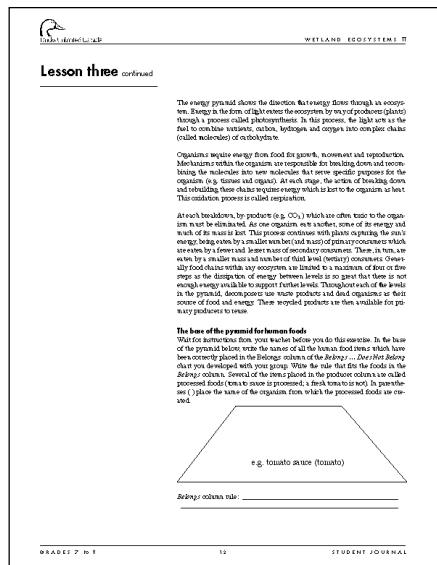 Ducks Unlimited Canada
WETLAND ECOSYSTEMS II
Lesson three continued
The energy pyramid shows the direction that energy flows through an ecosys-
tem. Energy in the form of light enters the ecosystem by way of producers (plants)
through a process called photosynthesis. In this process, the light acts as the
fuel to combine nutrients, carbon, hydrogen and oxygen into complex chains
(called molecules) of carbohydrate.
Organisms require energy from food for growth, movement and reproduction.
Mechanisms within the organism are responsible for breaking down and recom-
bining the molecules into new molecules that serve specific purposes for the
organism (e.g. tissues and organs). At each stage, the action of breaking down
and rebuilding these chains requires energy which is lost to the organism as heat.
This oxidation process is called respiration.
At each breakdown, by-products (e.g. CO₂) which are often toxic to the organ-
ism must be eliminated. As one organism eats another, some of its energy and
much of its mass is lost. This process continues with plants capturing the sun's
energy, being eaten by a smaller number (and mass) of primary consumers which
are eaten by a fewer and lesser mass of secondary consumers. These, in turn, are
eaten by a smaller mass and number of third level (tertiary) consumers. Gener-
ally food chains within any ecosystem are limited to a maximum of four or five
steps as the dissipation of energy between levels is so great that there is not
enough energy available to support further levels. Throughout each of the levels
in the pyramid, decomposers use waste products and dead organisms as their
source of food and energy. These recycled products are then available for pri-
mary producers to reuse.
The base of the pyramid for human foods
Wait for instructions from your teacher before you do this exercise. In the base
of the pyramid below, write the names of all the human food items which have
been correctly placed in the Belongs column of the Belongs ... Does Not Belong
chart you developed with your group. Write the rule that fits the foods in the
Belongs column. Several of the items placed in the producer column are called
processed foods (tomato sauce is processed; a fresh tomato is not). In parenthe-
ses ( ) place the name of the organism from which the processed foods are cre-
ated.
e.g. tomato sauce (tomato)
Belongs column rule:
GRADES 7 to 9
12
STUDENT JOURNAL